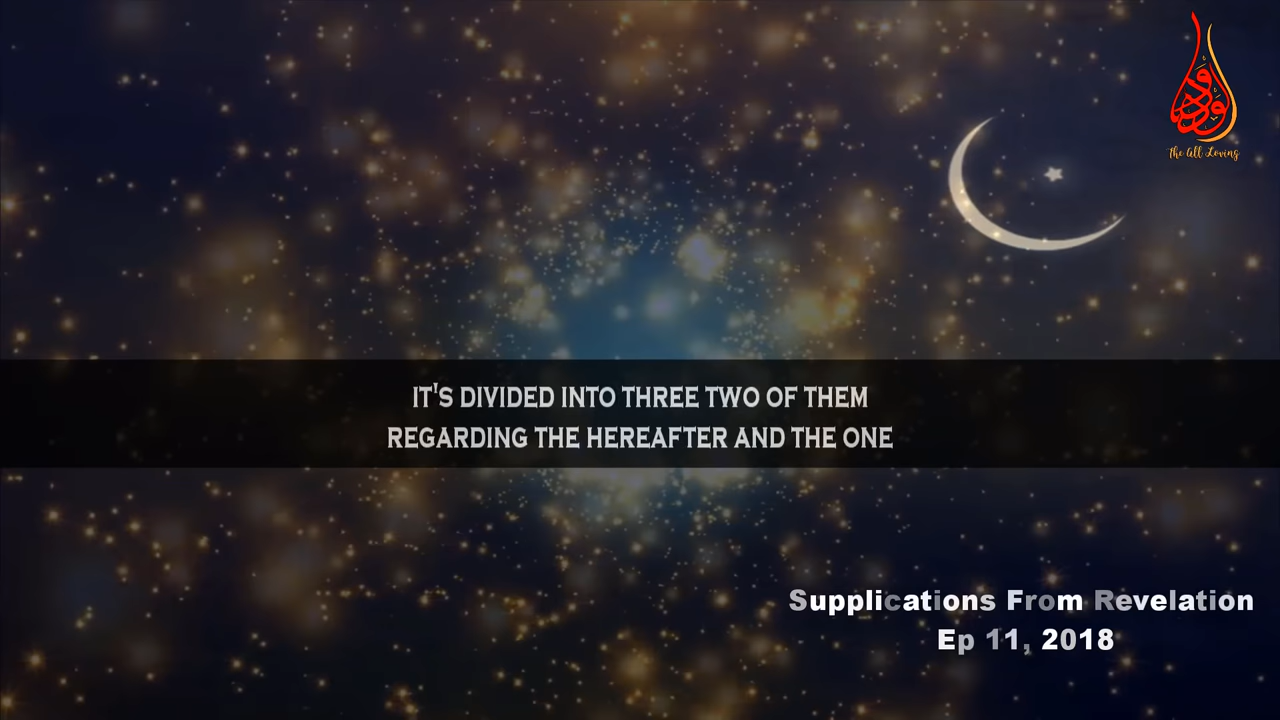 الودود
The All Loving
IT'S DIVIDED INTO THREE TWO OF THEM
REGARDING THE HEREAFTER AND THE ONE
Supplications From Revelation
Ep 11, 2018